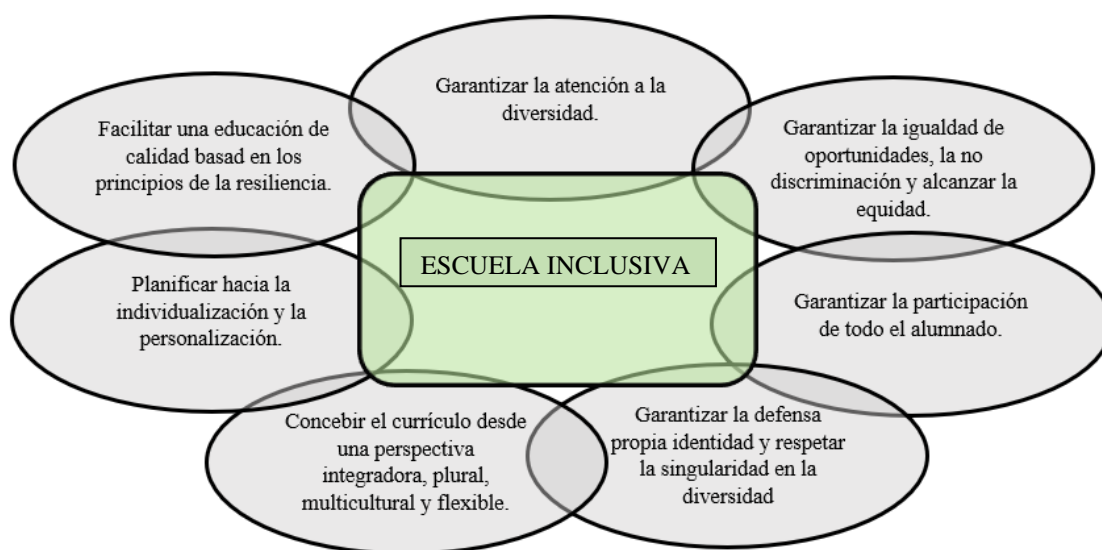 Garantizar la atención a la
diversidad.
Facilitar una educación de
calidad basad en los
principios de la resiliencia.
Garantizar la igualdad de
oportunidades, la no
discriminación y alcanzar la
equidad.
ESCUELA INCLUSIVA
Planificar hacia la
individualización y la
personalización.
Garantizar la participación
de todo el alumnado.
Concebir el currículo desde
una perspectiva
integradora, plural,
multicultural y flexible.
Garantizar la defensa
propia identidad y respetar
la singularidad en la
diversidad